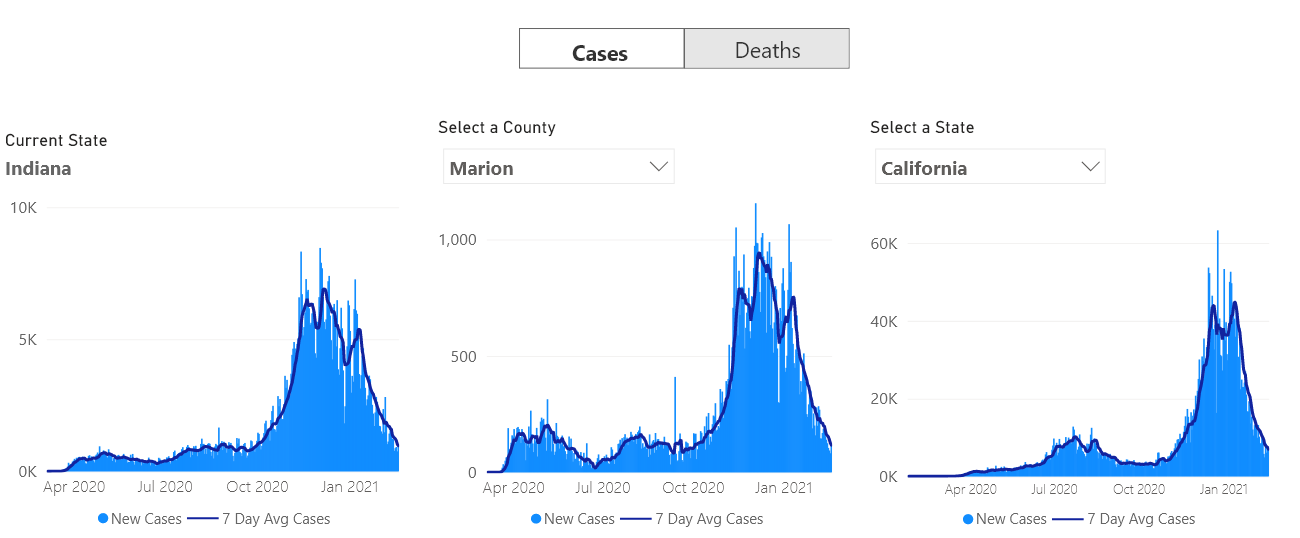 Cases Deaths
Current State
Indiana
10K
5K
0K
Apr 2020 Jul 2020 Oct 2020 Jan 2021
New Cases 7 Day Avg Cases
Select a County
Marion
1,000
500
0
Apr 2020 Jul 2020 Oct 2020 Jan 2021
New Cases 7 Day Avg Cases
Select a State
California
60K
40K
20K
0K
Apr 2020 Jul 2020 Oct 2020 Jan 2021
New Cases 7 Day Avg Cases